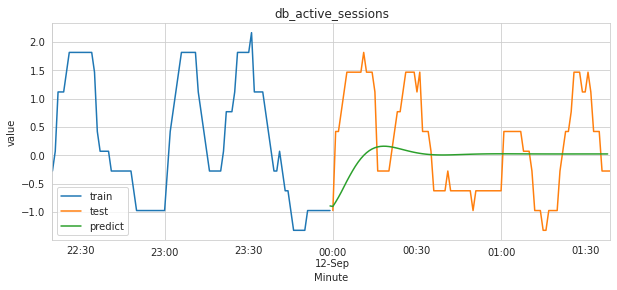 db_active_sessions
value
2.0
1.5
1.0
0.5
0.0
−0.5
−1.0
train
test
predict
22:30
23:00
23:30
00:00
12-Sep
00:30
01:00
01:30
Minute